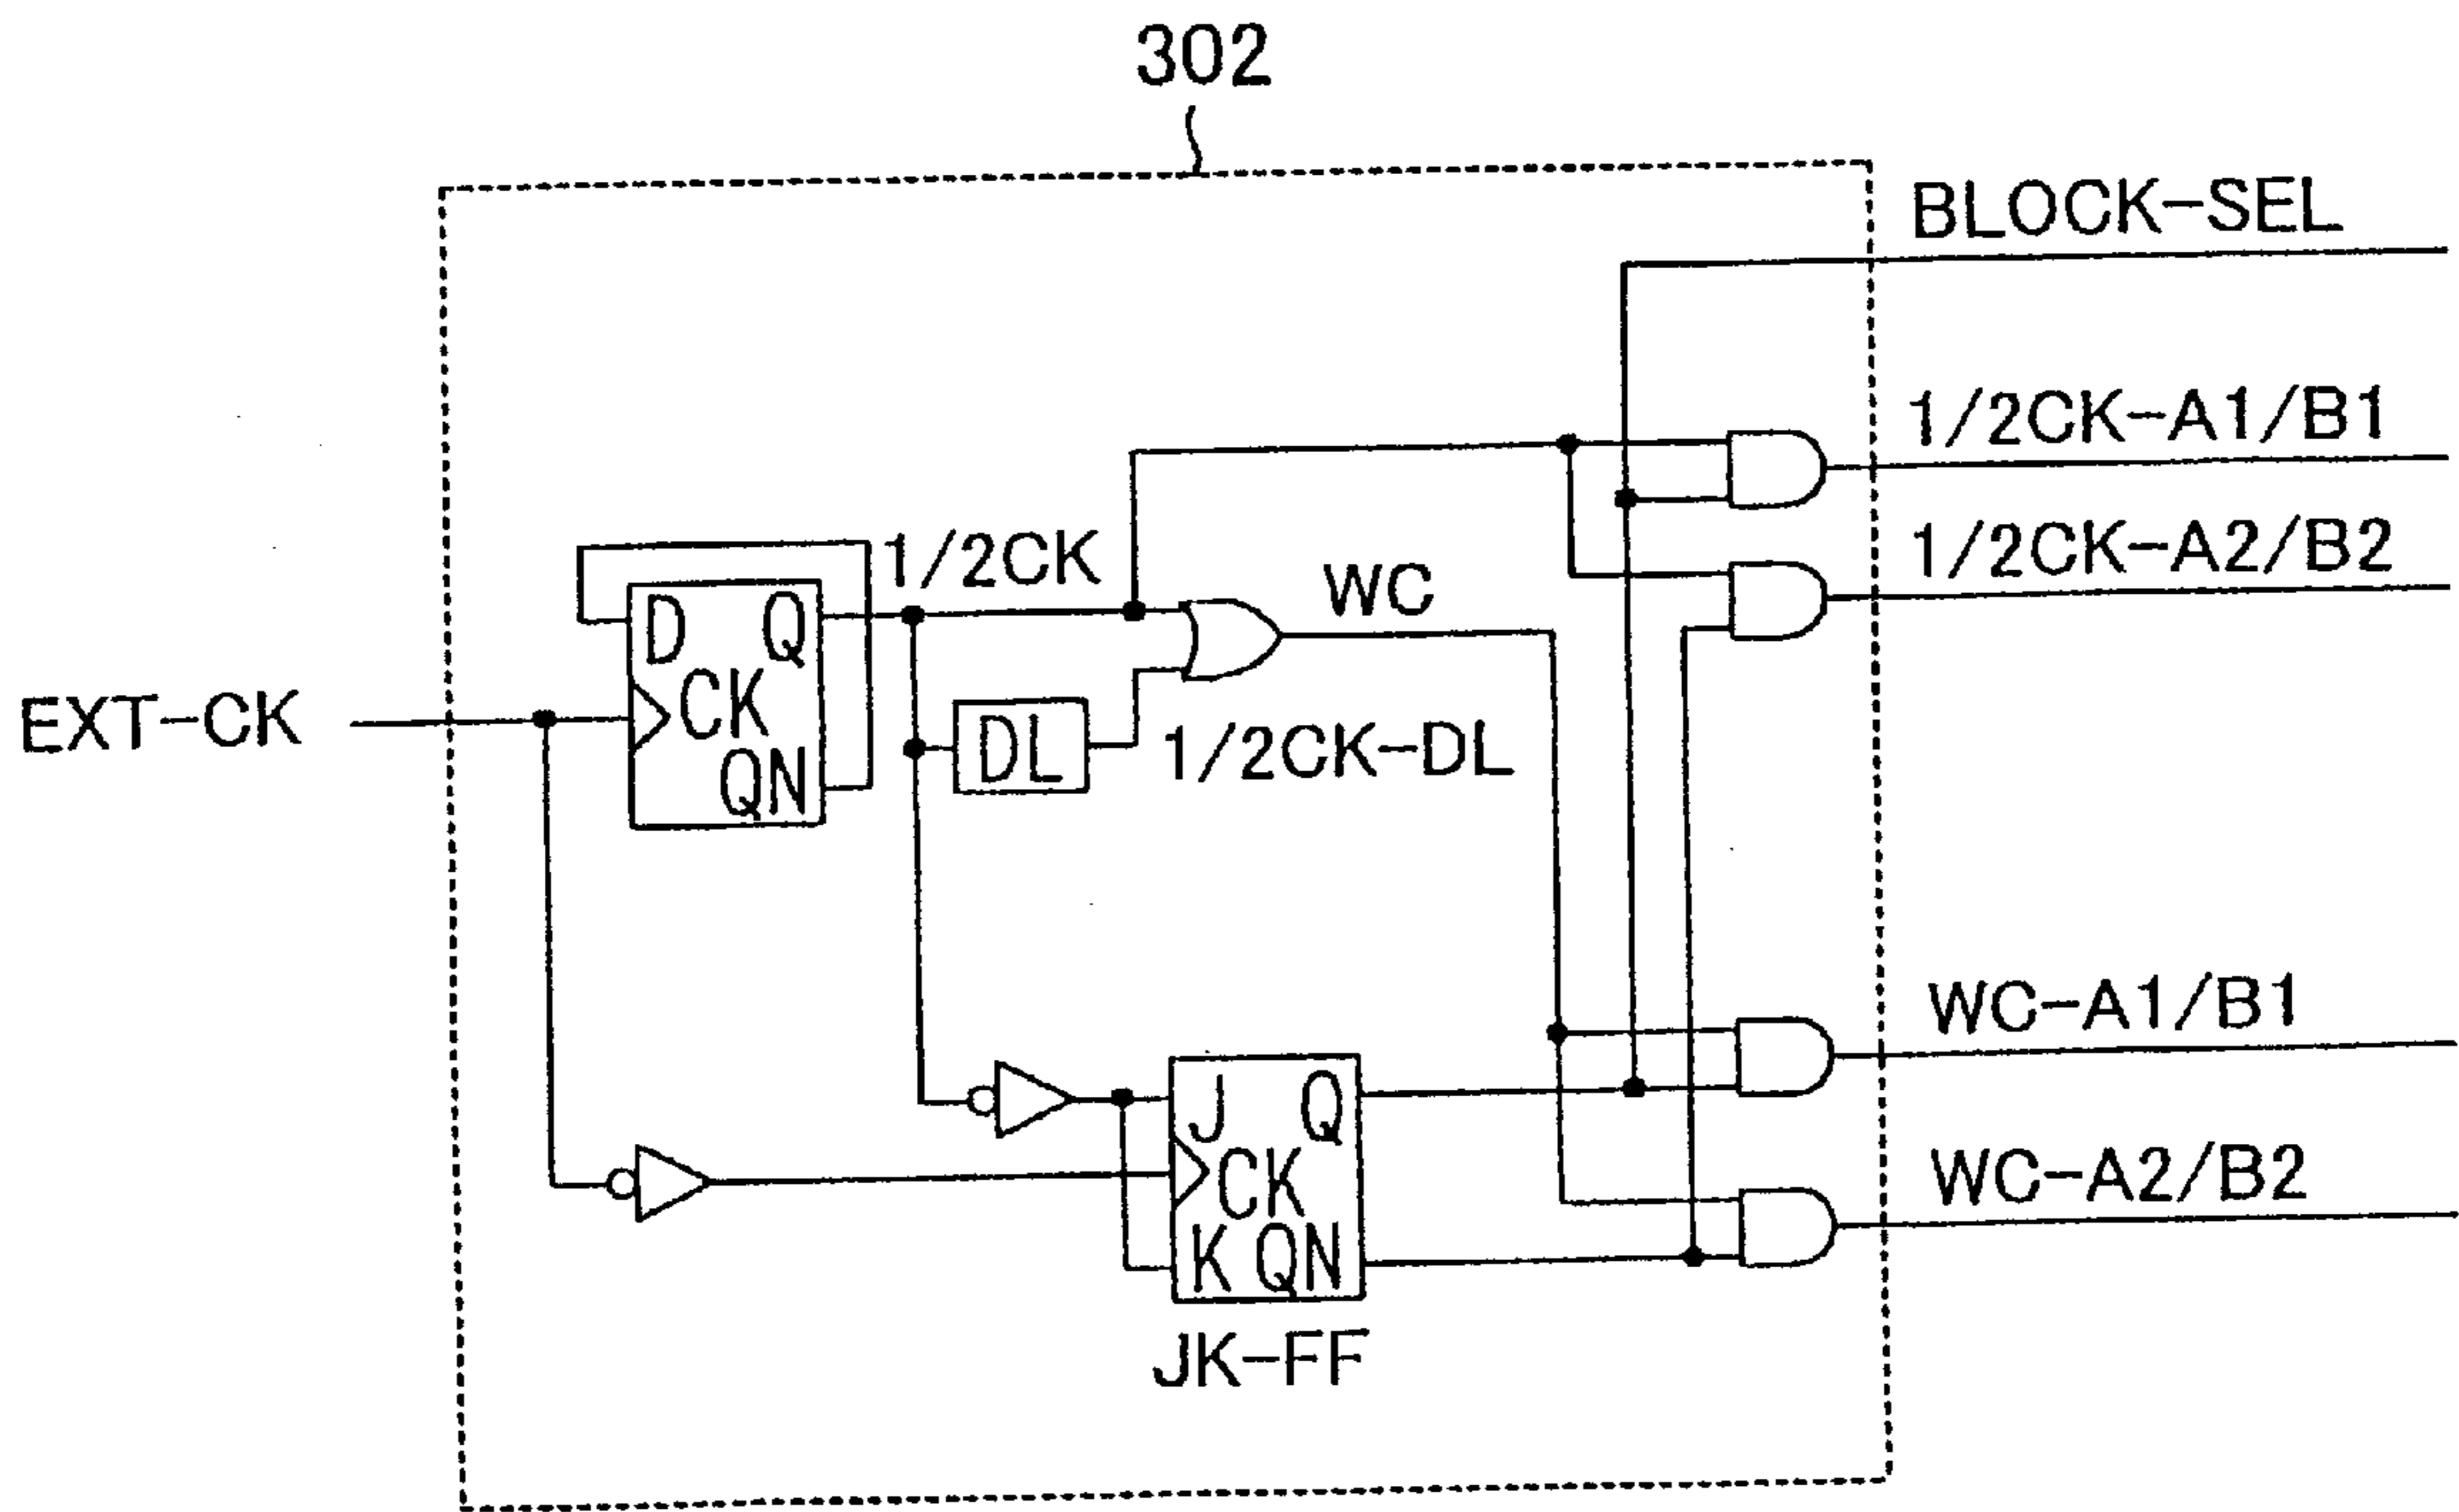 302
BLOCK-SEL
1/2CK-A1/B1
1/2CK-A2/B2
1/2CK
WC
D Q
CK
QN
EXT-CK
DL
1/2CK-DL
WC-A1/B1
J Q
CK
K QN
WC-A2/B2
JK-FF